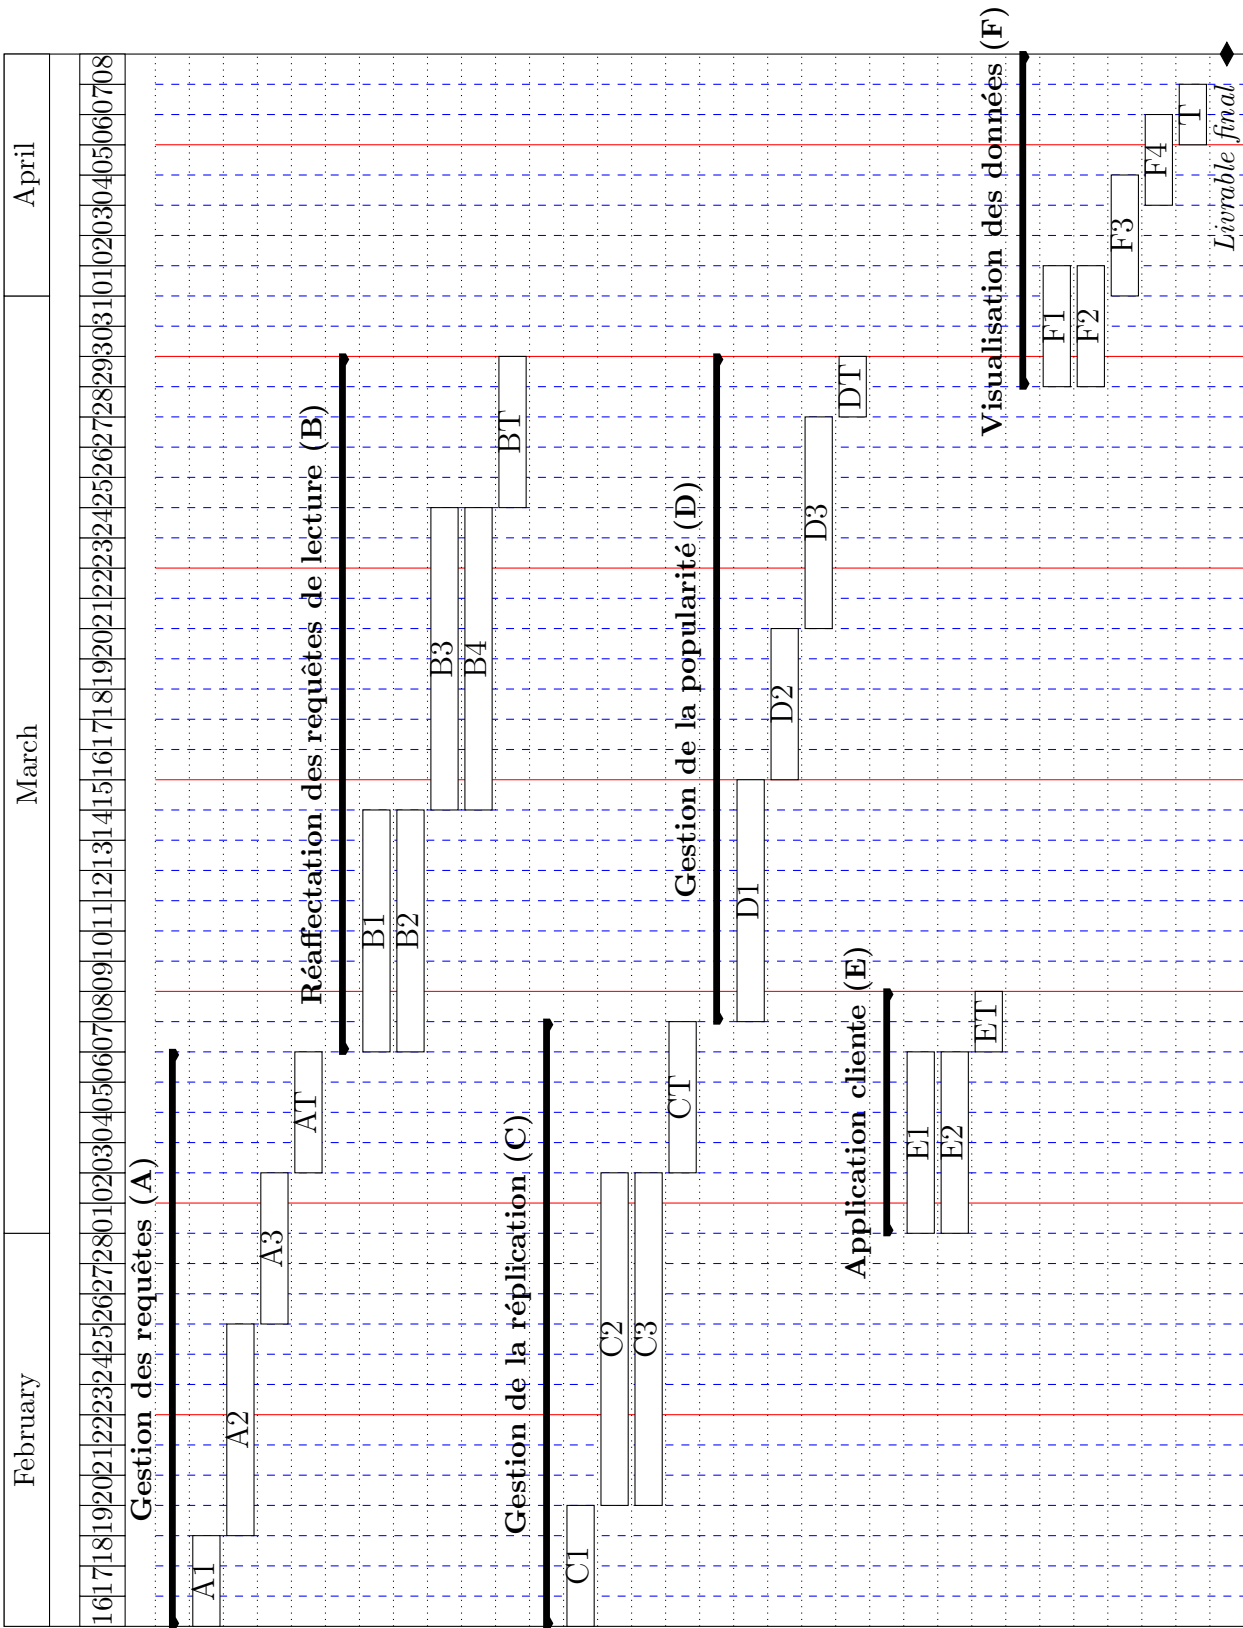 February March April
16 17 18 19 20 21 22 23 24 25 26 27 28 01 02 03 04 05 06 07 08 09 10 11 12 13 14 15 16 17 18 19 20 21 22 23 24 25 26 27 28 29 30 31 01 02 03 04 05 06 07 08
Gestion des requêtes (A)
A1
A2
A3
AT
Réaffectation des requêtes de lecture (B)
B1
B2
B3
B4
BT
Gestion de la réplication (C)
C1
C2
C3
CT
Gestion de la popularité (D)
D1
D2
D3
DT
Application cliente (E)
E1
E2
ET
Visualisation des données (F)
F1
F2
F3
F4
T
Livrable final